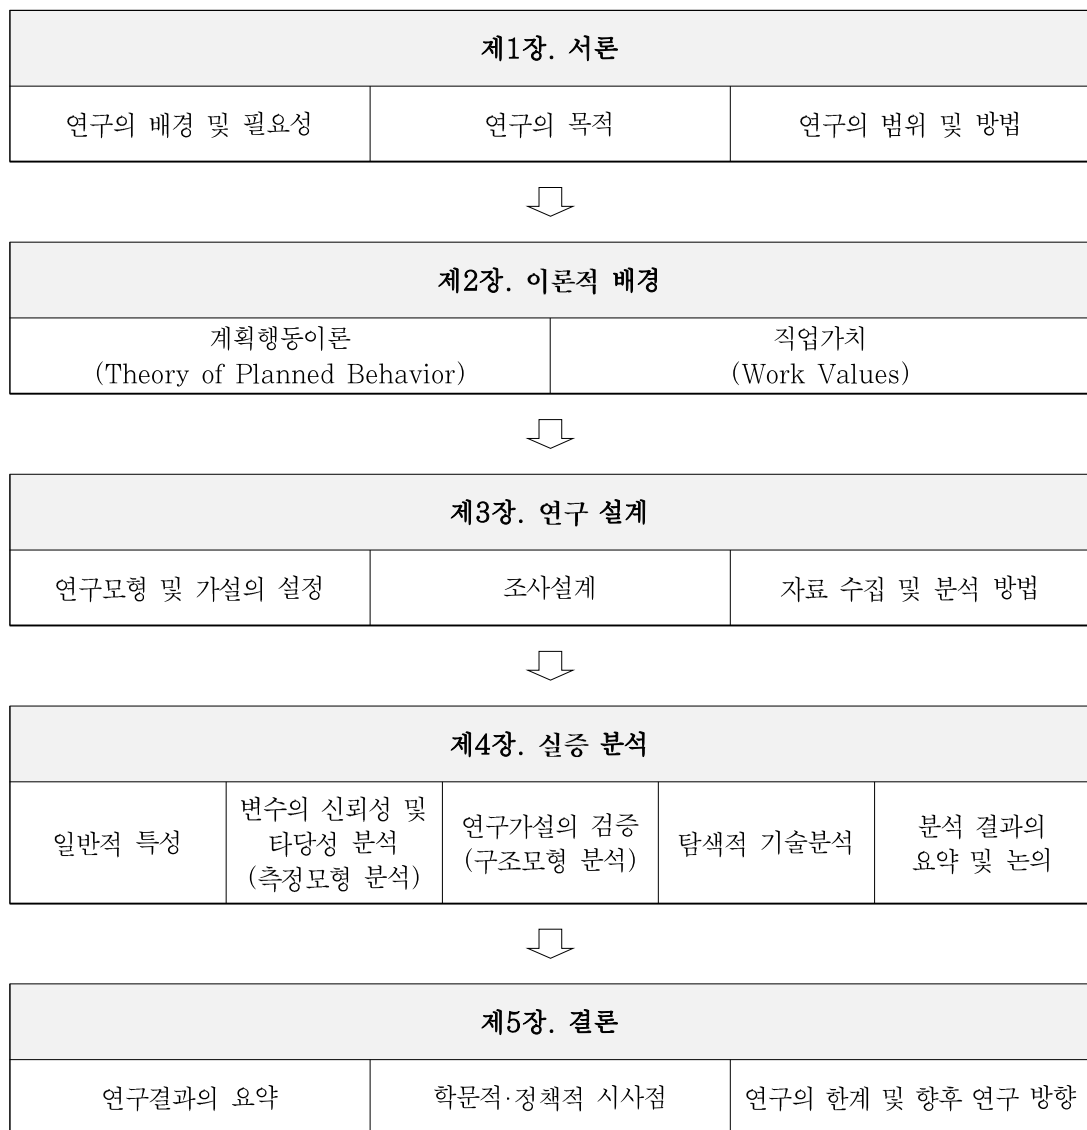 제1장. 서론
연구의 배경 및 필요성
연구의 목적
연구의 범위 및 방법
제2장. 이론적 배경
계획행동이론
(Theory of Planned Behavior)
직업가치
(Work Values)
제3장. 연구 설계
연구모형 및 가설의 설정
조사설계
자료 수집 및 분석 방법
제4장. 실증 분석
일반적 특성
변수의 신뢰성 및
타당성 분석
(측정모형 분석)
연구가설의 검증
(구조모형 분석)
탐색적 기술분석
분석 결과의
요약 및 논의
제5장. 결론
연구결과의 요약
학문적·정책적 시사점
연구의 한계 및 향후 연구 방향